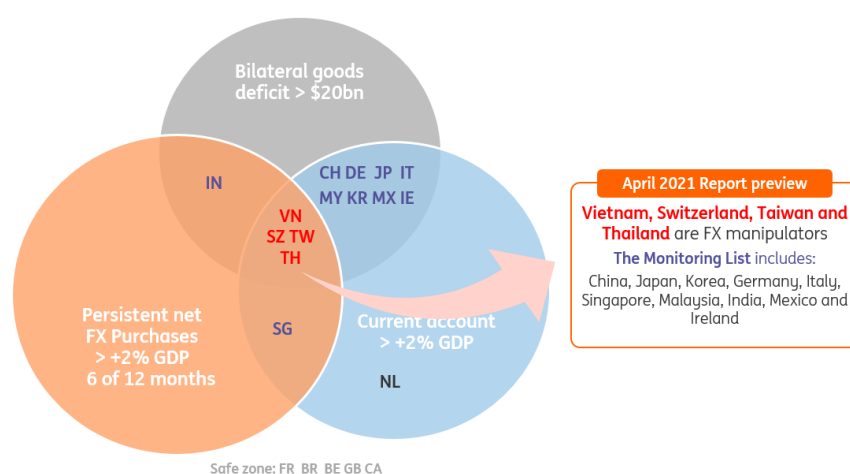 Bilateral goods
deficit > $20bn
IN
CH DE JP IT
MY KR MX IE
VN
SZ TW
TH
Persistent net
FX Purchases
> +2% GDP
6 of 12 months
SG
Current account
> +2% GDP
NL
Safe zone: FR BR BE GB CA
April 2021 Report preview
Vietnam, Switzerland, Taiwan and
Thailand are FX manipulators
The Monitoring List includes:
China, Japan, Korea, Germany, Italy,
Singapore, Malaysia, India, Mexico and
Ireland